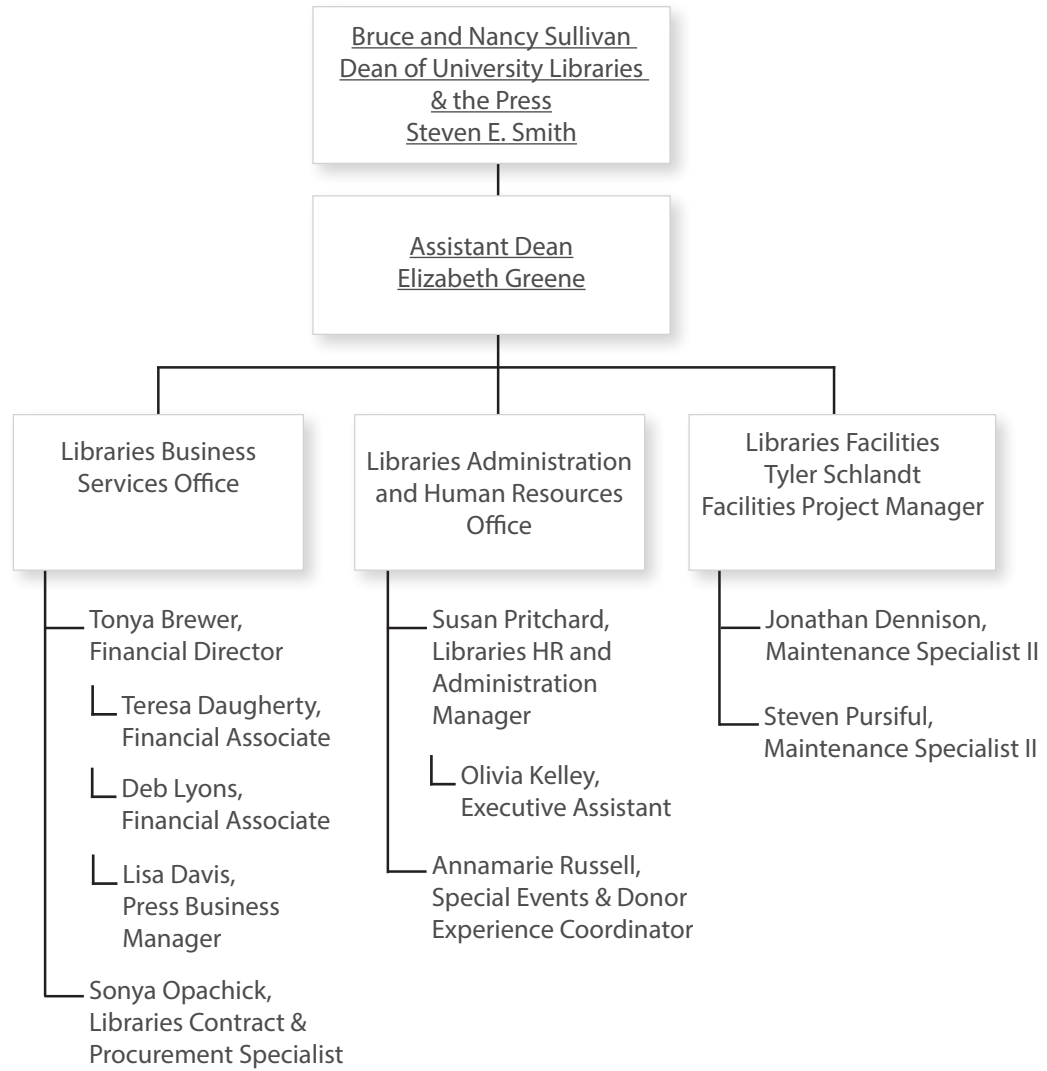 Bruce and Nancy Sullivan
Dean of University Libraries
& the Press
Steven E. Smith
Assistant Dean
Elizabeth Greene
Libraries Business
Services Office
Tonya Brewer,
Financial Director
Teresa Daugherty,
Financial Associate
Deb Lyons,
Financial Associate
Lisa Davis,
Press Business
Manager
Sonya Opachick,
Libraries Contract &
Procurement Specialist
Libraries Administration
and Human Resources
Office
Susan Pritchard,
Libraries HR and
Administration
Manager
Olivia Kelley,
Executive Assistant
Annamarie Russell,
Special Events & Donor
Experience Coordinator
Libraries Facilities
Tyler Schlandt
Facilities Project Manager
Jonathan Dennison,
Maintenance Specialist II
Steven Pursiful,
Maintenance Specialist II